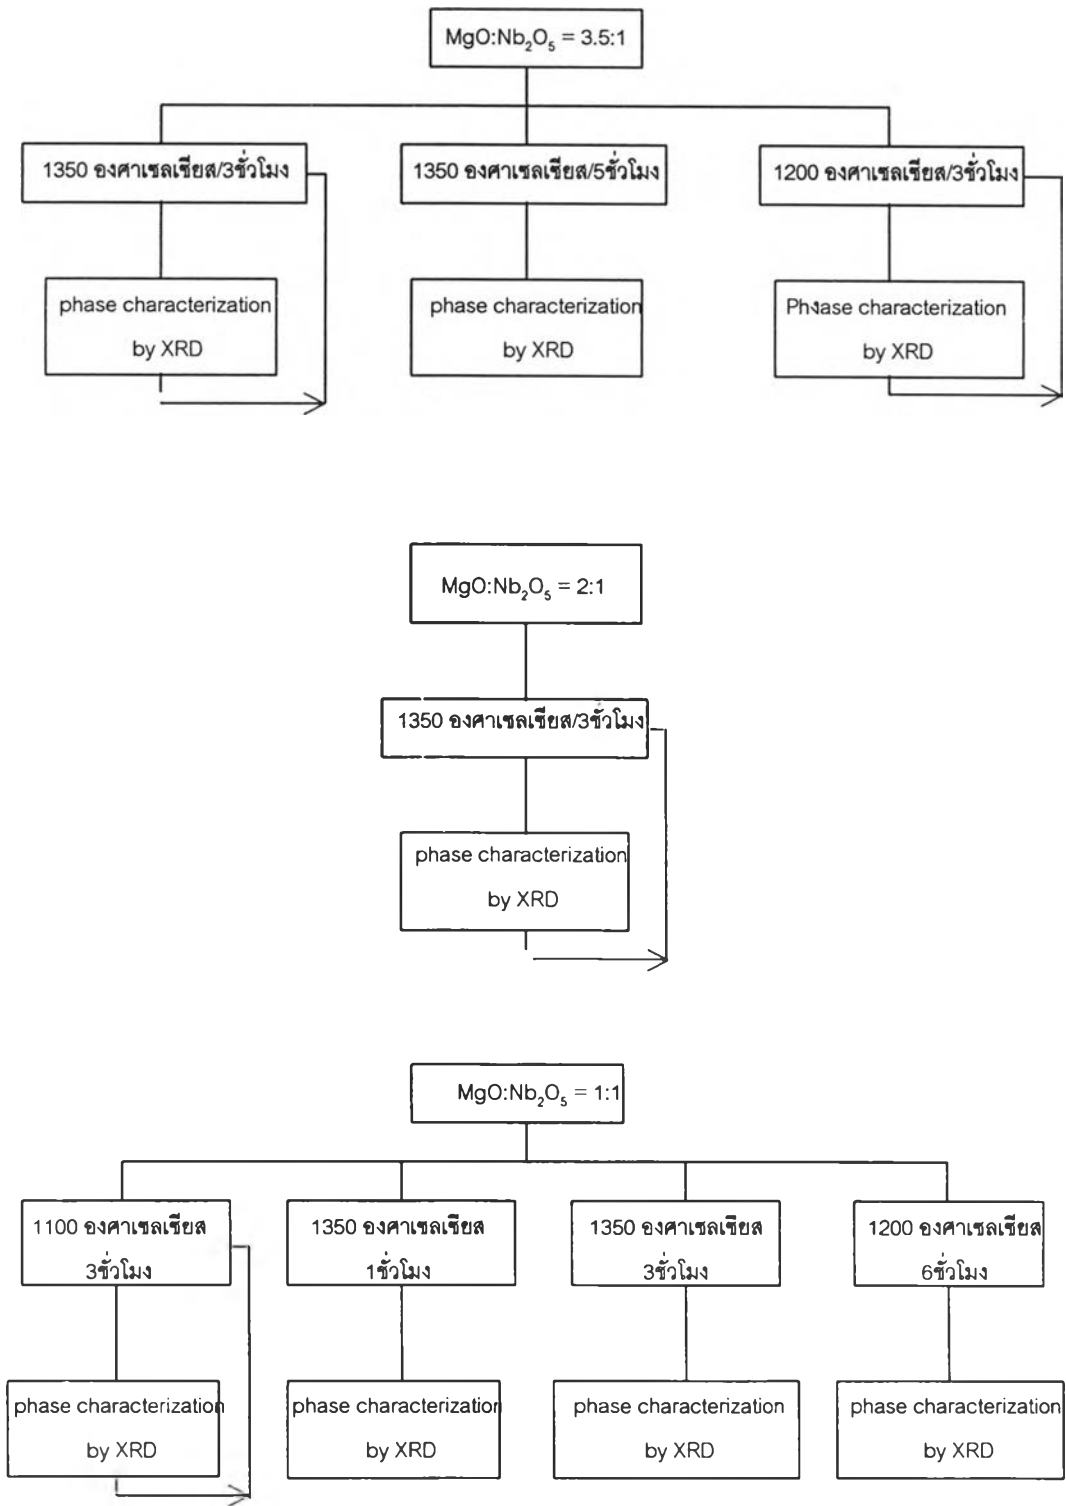 MgO:Nb₂O₅ = 3.5:1
1350 องศาเซลเซียส/3ชั่วโมง
1350 องศาเซลเซียส/5ชั่วโมง
1200 องศาเซลเซียส/3ชั่วโมง
phase characterization
by XRD
phase characterization
by XRD
Phงase characterization
by XRD
MgO:Nb₂O₅ = 2:1
1350 องศาเซลเซียส/3ชั่วโมง
phase characterization
by XRD
MgO:Nb₂O₅ = 1:1
1100 องศาเซลเซียส
3ชั่วโมง
1350 องศาเซลเซียส
1ชั่วโมง
1350 องศาเซลเซียส
3ชั่วโมง
1200 องศาเซลเซียส
6ชั่วโมง
phase characterization
by XRD
phase characterization
by XRD
phase characterization
by XRD
phase characterization
by XRD